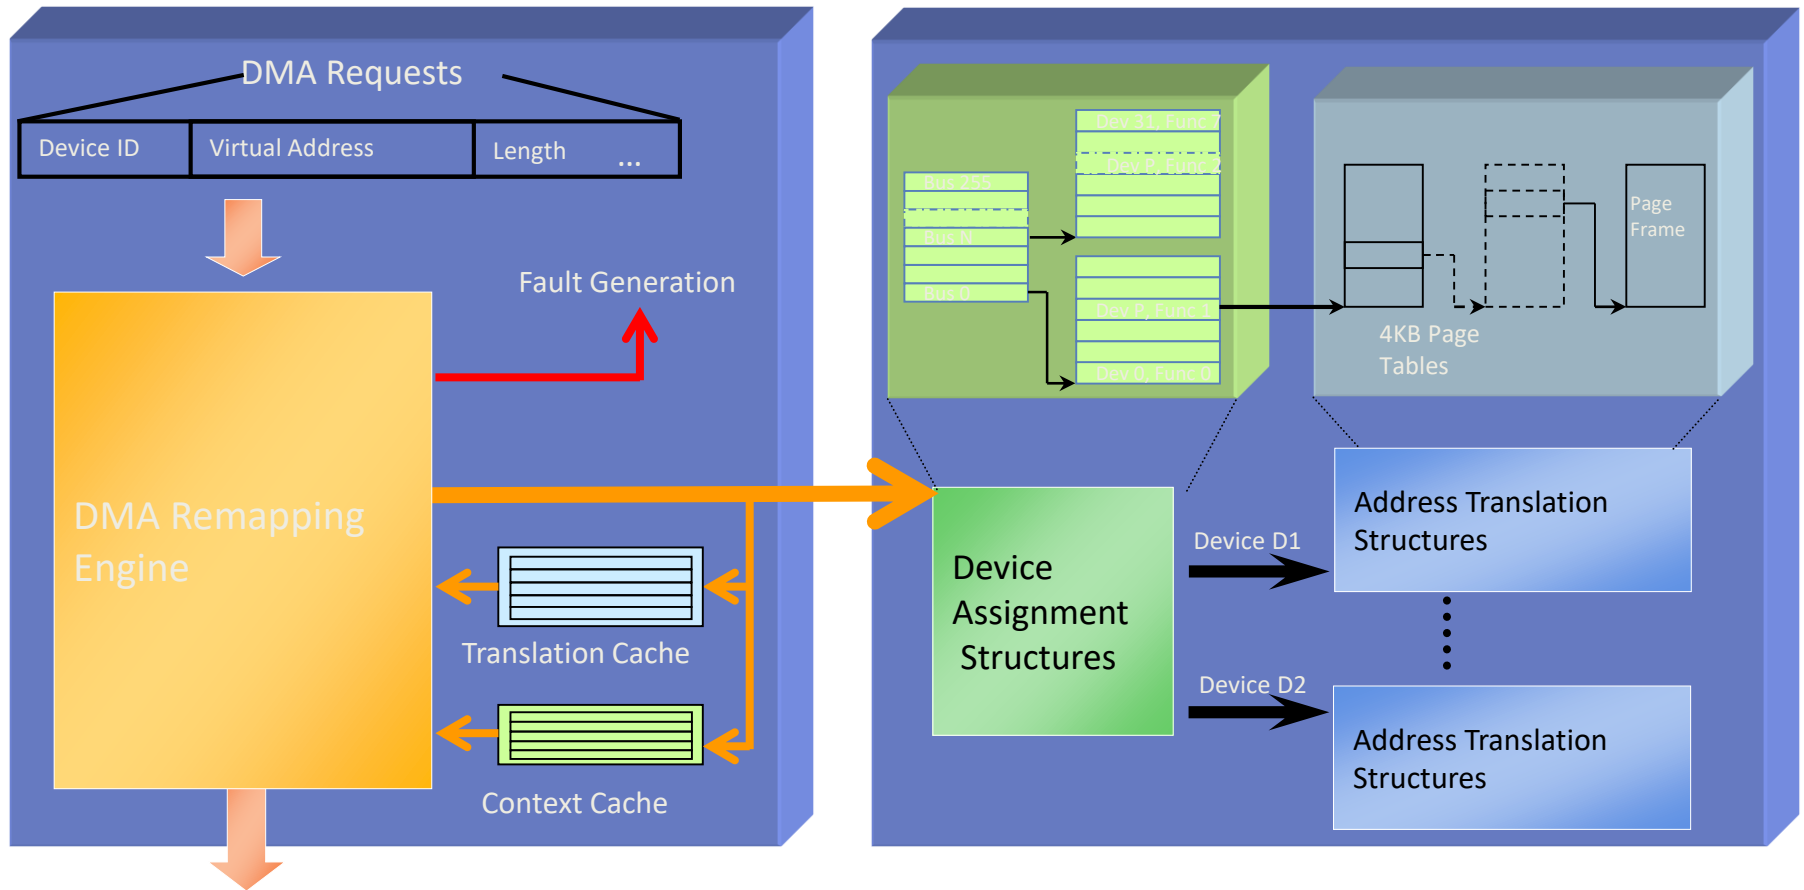 DMA Requests
Device ID
Virtual Address
Length ...
Fault Generation
DMA Remapping
Engine
Translation Cache
Context Cache
Bus 255
Bus N
Bus 0
Dev 31, Func 7
Dev P, Func 2
Dev P, Func 1
Dev 0, Func 0
4KB Page
Tables
Page
Frame
Device
Assignment
Structures
Device D1
Device D2
Address Translation
Structures
Address Translation
Structures